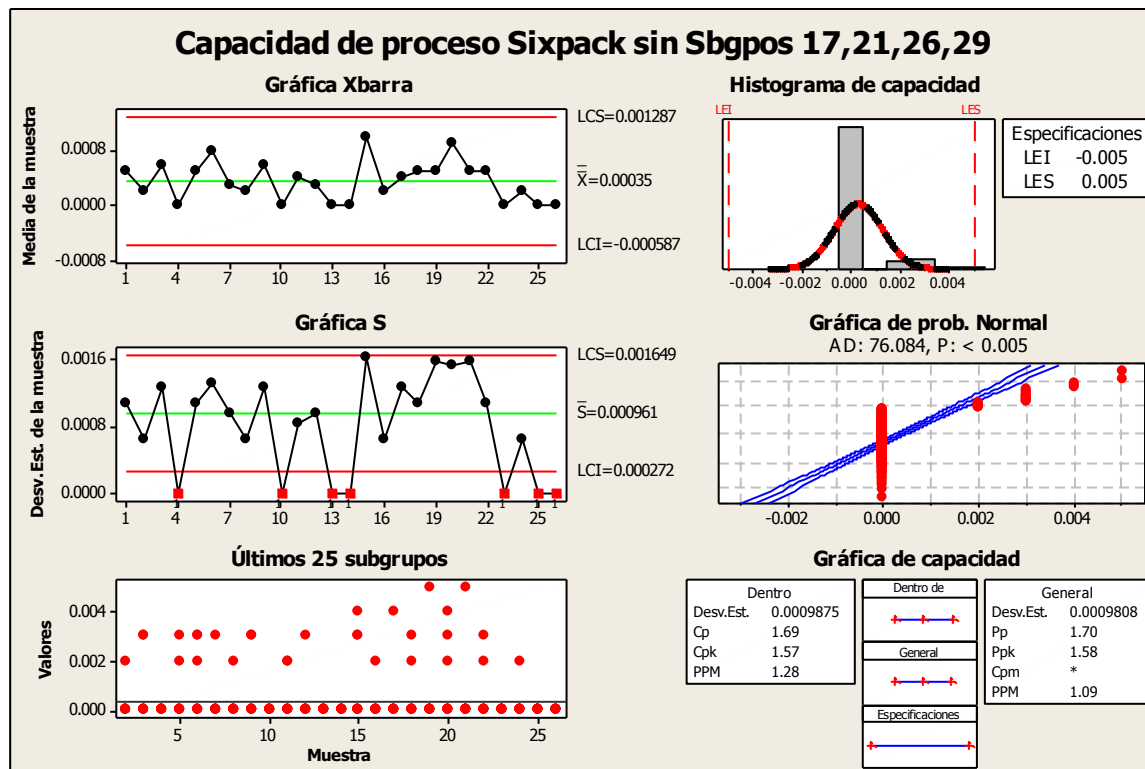 Capacidad de proceso Sixpack sin Sbgpos 17,21,26,29
Gráfica Xbarra
Media de la muestra
0.0008
0.0000
-0.0008
1 4 7 10 13 16 19 22 25
LCS=0.001287
X=0.00035
LCI=-0.000587
Histograma de capacidad
LEI LES
-0.004 -0.002 0.000 0.002 0.004
Especificaciones
LEI -0.005
LES 0.005
Gráfica S
Desv.Est. de la muestra
0.0016
0.0008
0.0000
1 1 1 1 1 1 1
1 4 7 10 13 16 19 22 25
LCS=0.001649
S=0.000961
LCI=0.000272
Gráfica de prob. Normal
AD: 76.084, P: < 0.005
-0.002 0.000 0.002 0.004
Últimos 25 subgrupos
Valores
0.004
0.002
0.000
5 10 15 20 25
Muestra
Gráfica de capacidad
Dentro
Desv.Est. 0.0009875
Cp 1.69
Cpk 1.57
PPM 1.28
Dentro de
General
Especificaciones
General
Desv.Est. 0.0009808
Pp 1.70
Ppk 1.58
Cpm *
PPM 1.09